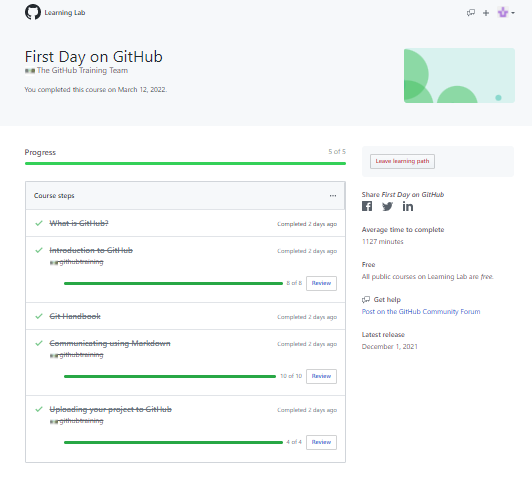 Learning Lab
First Day on GitHub
The GitHub Training Team
You completed this course on March 12, 2022.
Progress
5 of 5
Course steps
What is GitHub?
Completed 2 days ago
Introduction to GitHub
Completed 2 days ago
githubtraining
8 of 8
Review
Git Handbook
Completed 2 days ago
Communicating using Markdown
Completed 2 days ago
githubtraining
10 of 10
Review
Uploading your project to GitHub
Completed 2 days ago
githubtraining
4 of 4
Review
Leave learning path
Share First Day on GitHub
Average time to complete
1127 minutes
Free
All public courses on Learning Lab are free.
Get help
Post on the GitHub Community Forum
Latest release
December 1, 2021